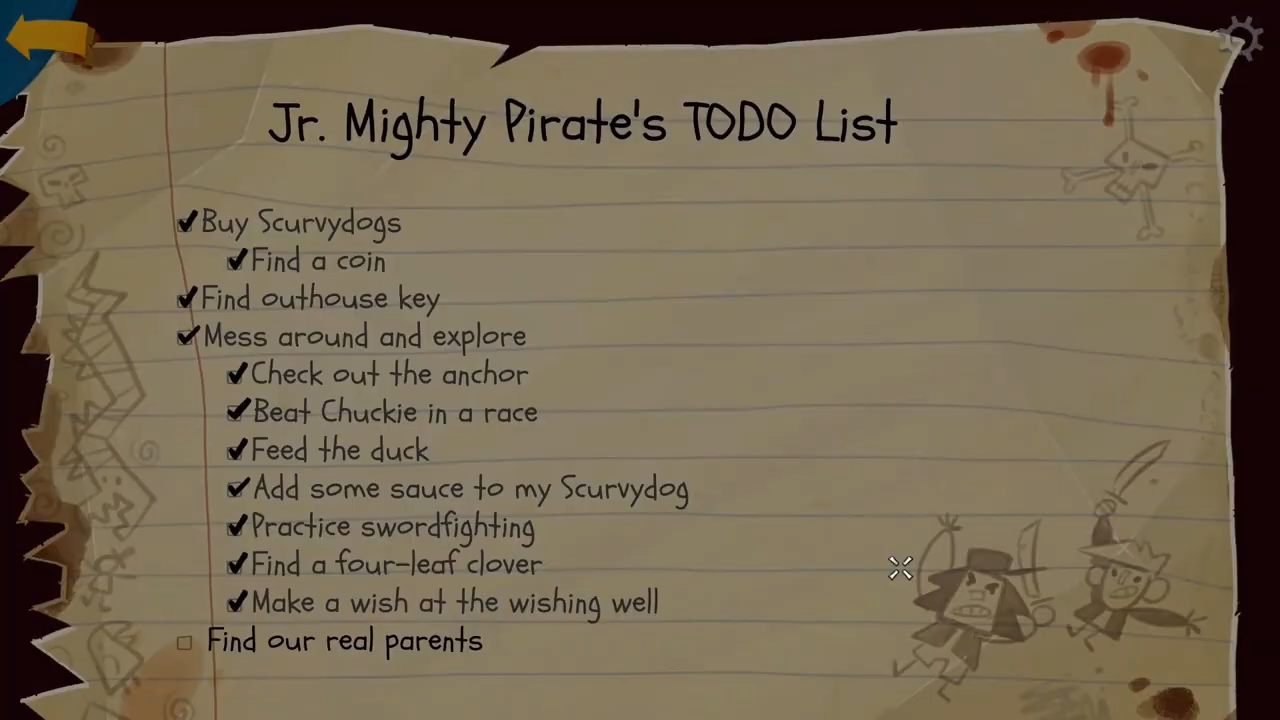 Jr. Mighty Pirate's TODO List
Buy Scurvydogs
Find a coin
Find outhouse key
Mess around and explore
Check out the anchor
Beat Chuckie in a race
Feed the duck
Add some sauce to my Scurvydog
Practice swordfighting
Find a four-leaf clover
Make a wish at the wishing well
Find our real parents